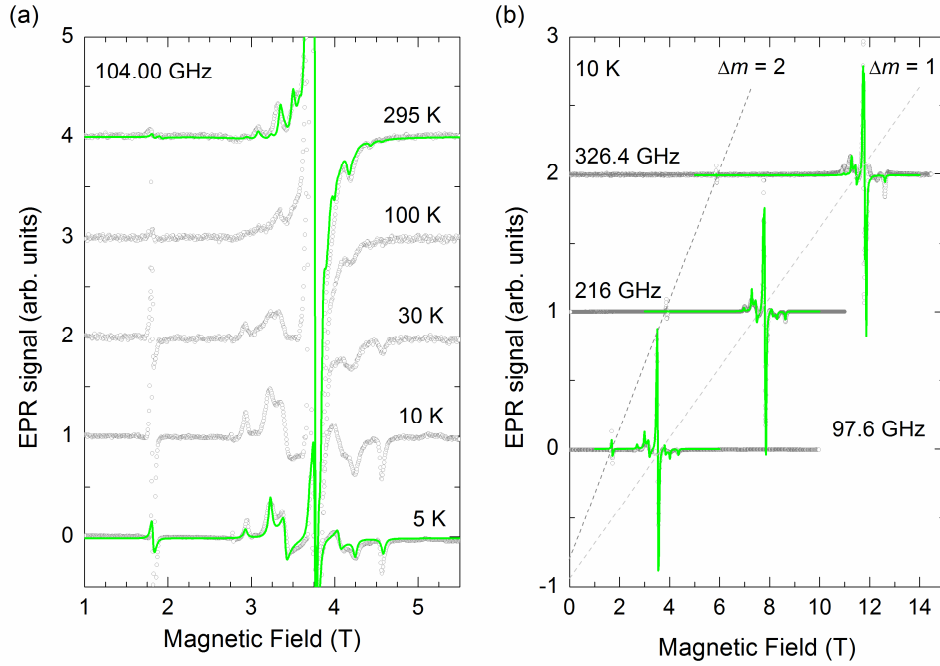 (a)
(b)
5
4
3
2
1
0
104.00 GHz
295 K
100 K
30 K
10 K
5 K
1
2
3
4
5
Magnetic Field (T)
EPR signal (arb. units)
3
2
1
0
-1
10 K
Δm = 2
Δm = 1
326.4 GHz
216 GHz
97.6 GHz
0
2
4
6
8
10
12
14
Magnetic Field (T)
EPR signal (arb. units)